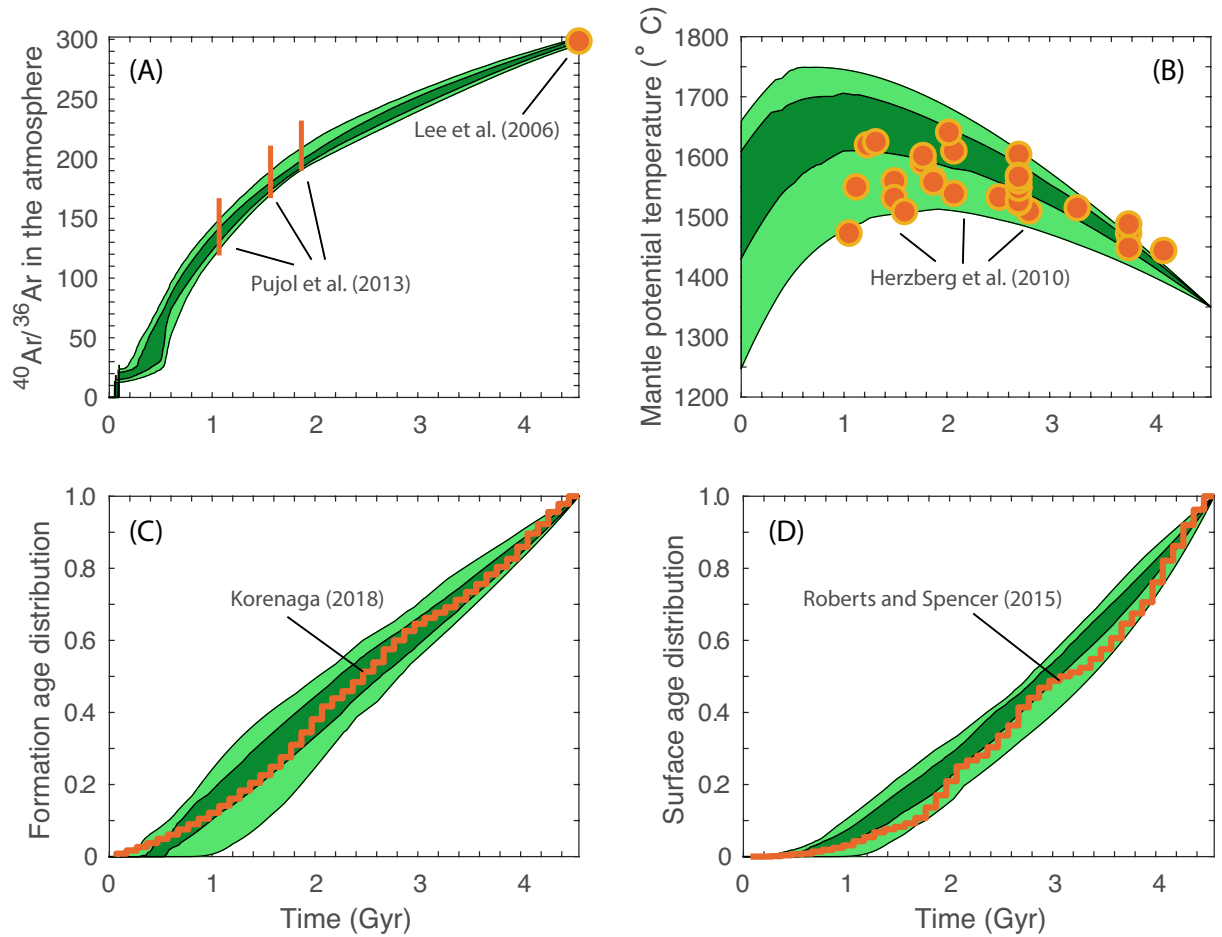 (A)
40Ar/36Ar in the atmosphere
300
250
200
150
100
50
0
0 1 2 3 4
Lee et al. (2006)
Pujol et al. (2013)
(B)
Mantle potential temperature (° C)
1800
1700
1600
1500
1400
1300
1200
0 1 2 3 4
Herzberg et al. (2010)
(C)
Formation age distribution
1.0
0.8
0.6
0.4
0.2
0
0 1 2 3 4
Time (Gyr)
Korenaga (2018)
(D)
Surface age distribution
1.0
0.8
0.6
0.4
0.2
0
0 1 2 3 4
Time (Gyr)
Roberts and Spencer (2015)